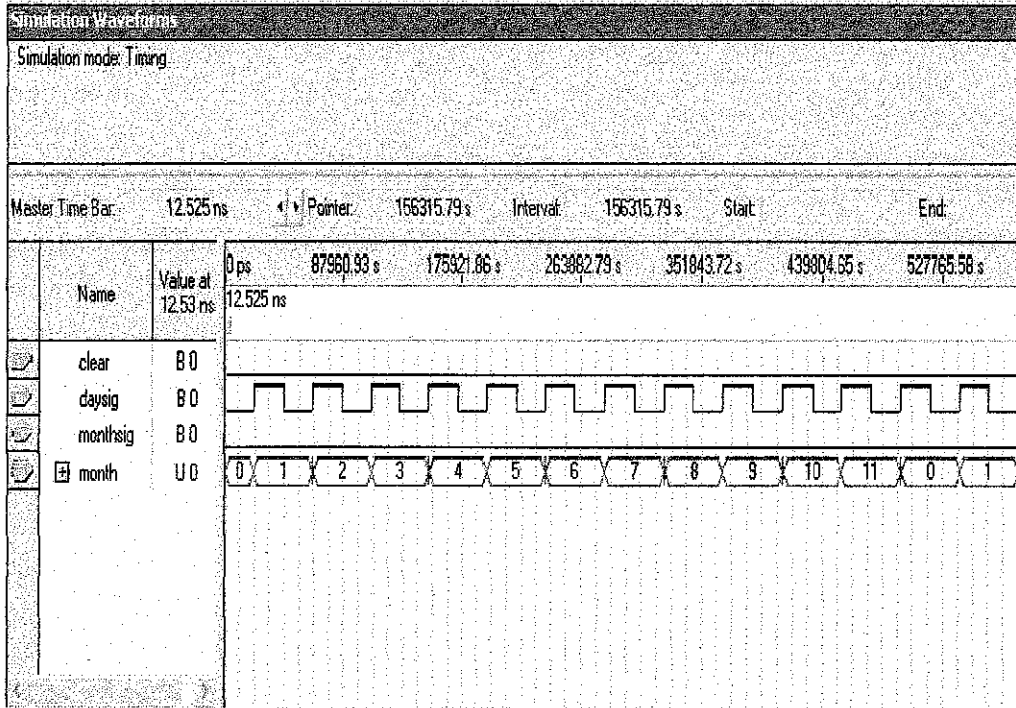 Simulation Waveforms
Simulation mode: Timing
Master Time Bar: 12.525 ns Pointer: 156315.79 s Interval: 156315.79 s Start: End:
Name Value at 12.53 ns 0 ps 87960.93 s 175921.86 s 263882.79 s 351843.72 s 439804.65 s 527765.58 s
12.525 ns
clear B 0
daysig B 0
monthsig B 0
month U 0 0 1 2 3 4 5 6 7 8 9 10 11 0 1